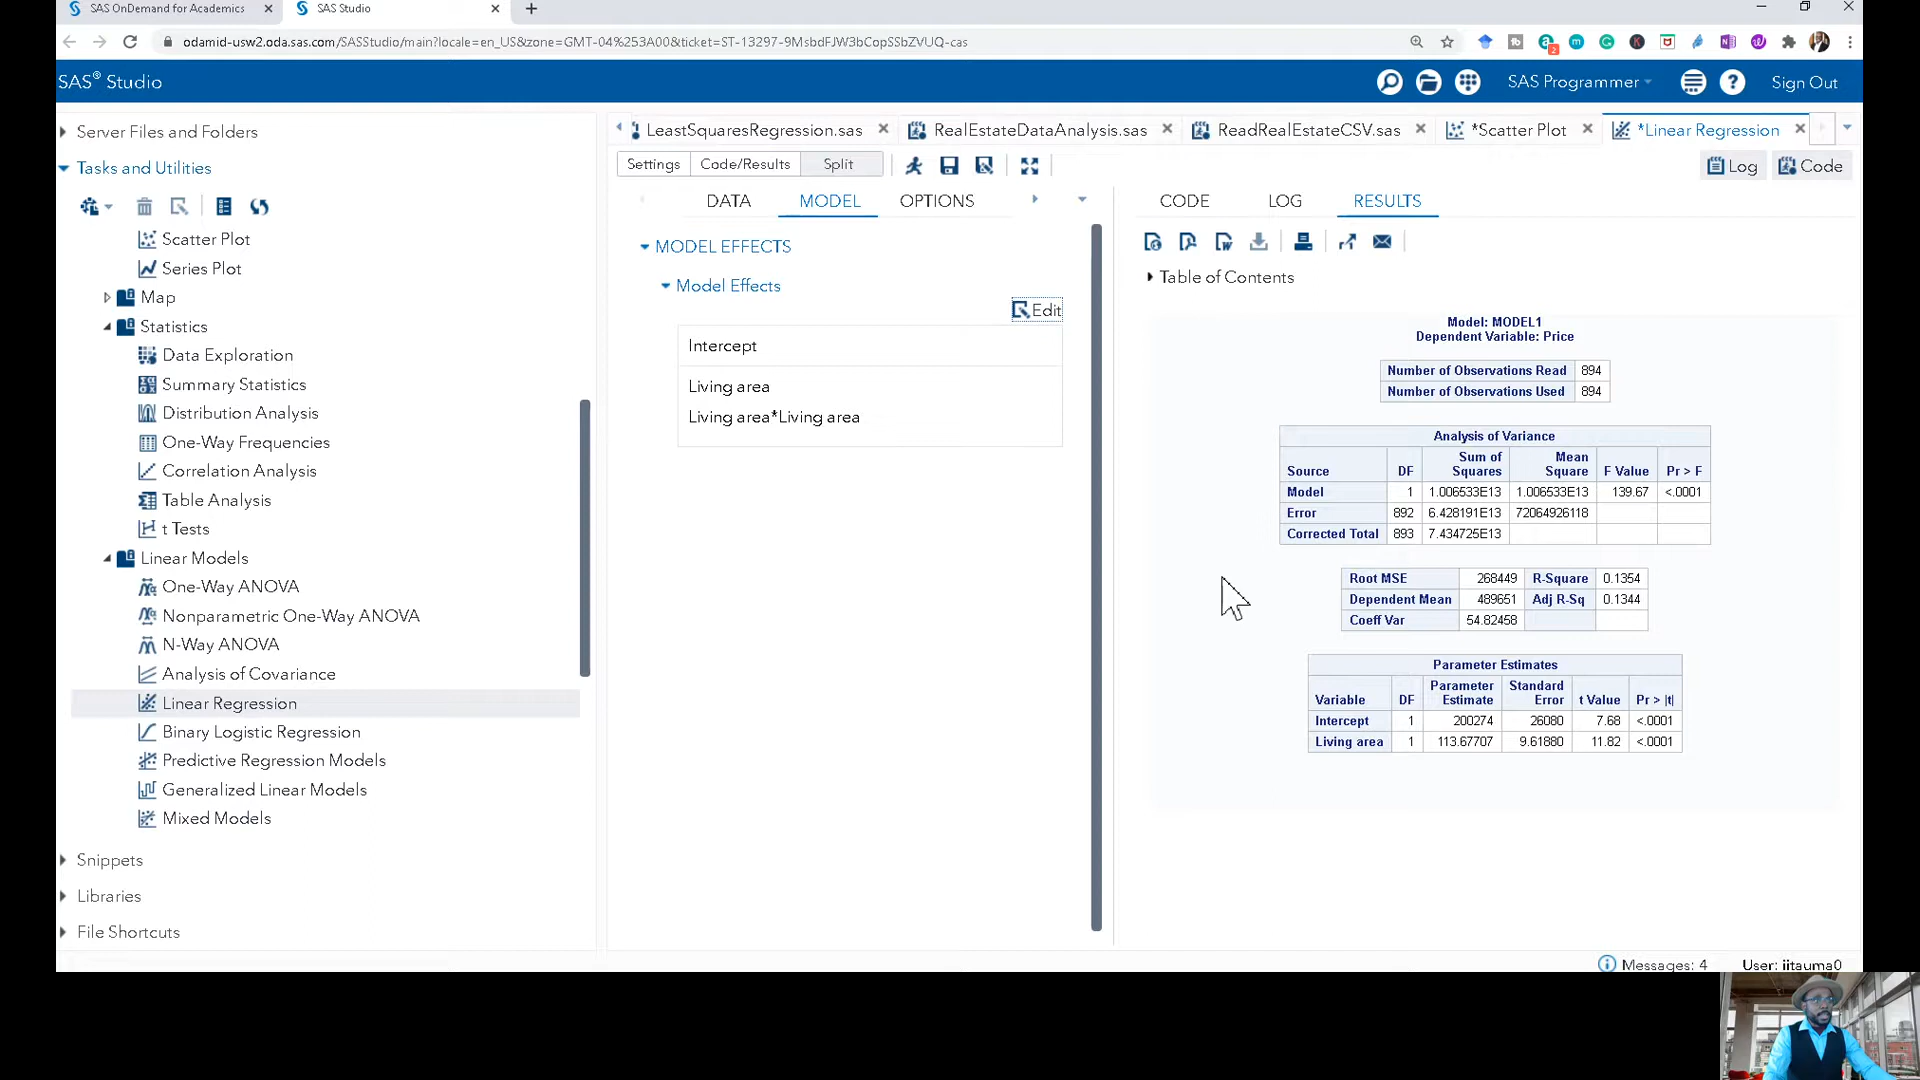 SAS OnDemand for Academics
SAS Studio
odamid-usw2.oda.sas.com/SASStudio/main?locale=en_US&zone=GMT-04%253A00&ticket=ST-13297-9MsbdFJW3bCopSSbZVUQ-cas
SAS® Studio
SAS Programmer
Sign Out
Server Files and Folders
Tasks and Utilities
Scatter Plot
Series Plot
Map
Statistics
Data Exploration
Summary Statistics
Distribution Analysis
One-Way Frequencies
Correlation Analysis
Table Analysis
t Tests
Linear Models
One-Way ANOVA
Nonparametric One-Way ANOVA
N-Way ANOVA
Analysis of Covariance
Linear Regression
Binary Logistic Regression
Predictive Regression Models
Generalized Linear Models
Mixed Models
Snippets
Libraries
File Shortcuts
LeastSquaresRegression.sas
RealEstateDataAnalysis.sas
ReadRealEstateCSV.sas
*Scatter Plot
*Linear Regression
Settings Code/Results Split
Log
Code
DATA MODEL OPTIONS
MODEL EFFECTS
Model Effects
Edit
Intercept
Living area
Living area*Living area
CODE LOG RESULTS
Table of Contents
Model: MODEL1
Dependent Variable: Price
Number of Observations Read 894
Number of Observations Used 894
Analysis of Variance
Source DF Sum of Squares Mean Square F Value Pr > F
Model 1 1.006533E13 1.006533E13 139.67 <.0001
Error 892 6.428191E13 72064926118
Corrected Total 893 7.434725E13
Root MSE 268449 R-Square 0.1354
Dependent Mean 489651 Adj R-Sq 0.1344
Coeff Var 54.82458
Parameter Estimates
Variable DF Parameter Estimate Standard Error t Value Pr > |t|
Intercept 1 200274 26080 7.68 <.0001
Living area 1 113.67707 9.61880 11.82 <.0001
Messages: 4
User: iitauma0